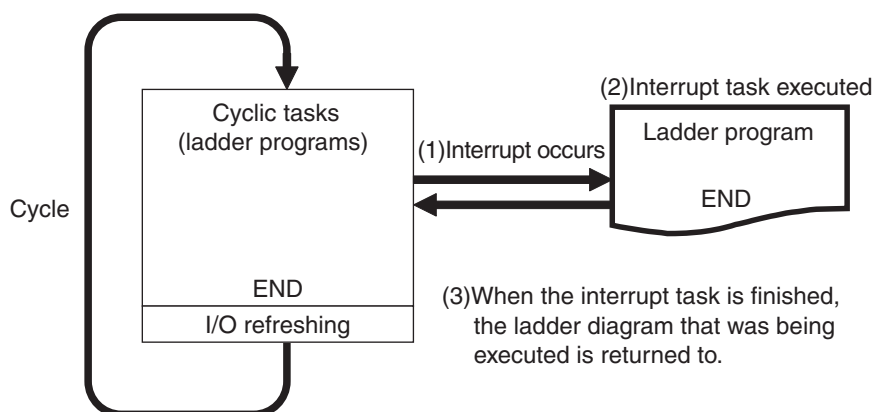 (2)Interrupt task executed
Cyclic tasks
(ladder programs)
Ladder program
(1)Interrupt occurs
Cycle
END
END
I/O refreshing
(3)When the interrupt task is finished,
the ladder diagram that was being
executed is returned to.